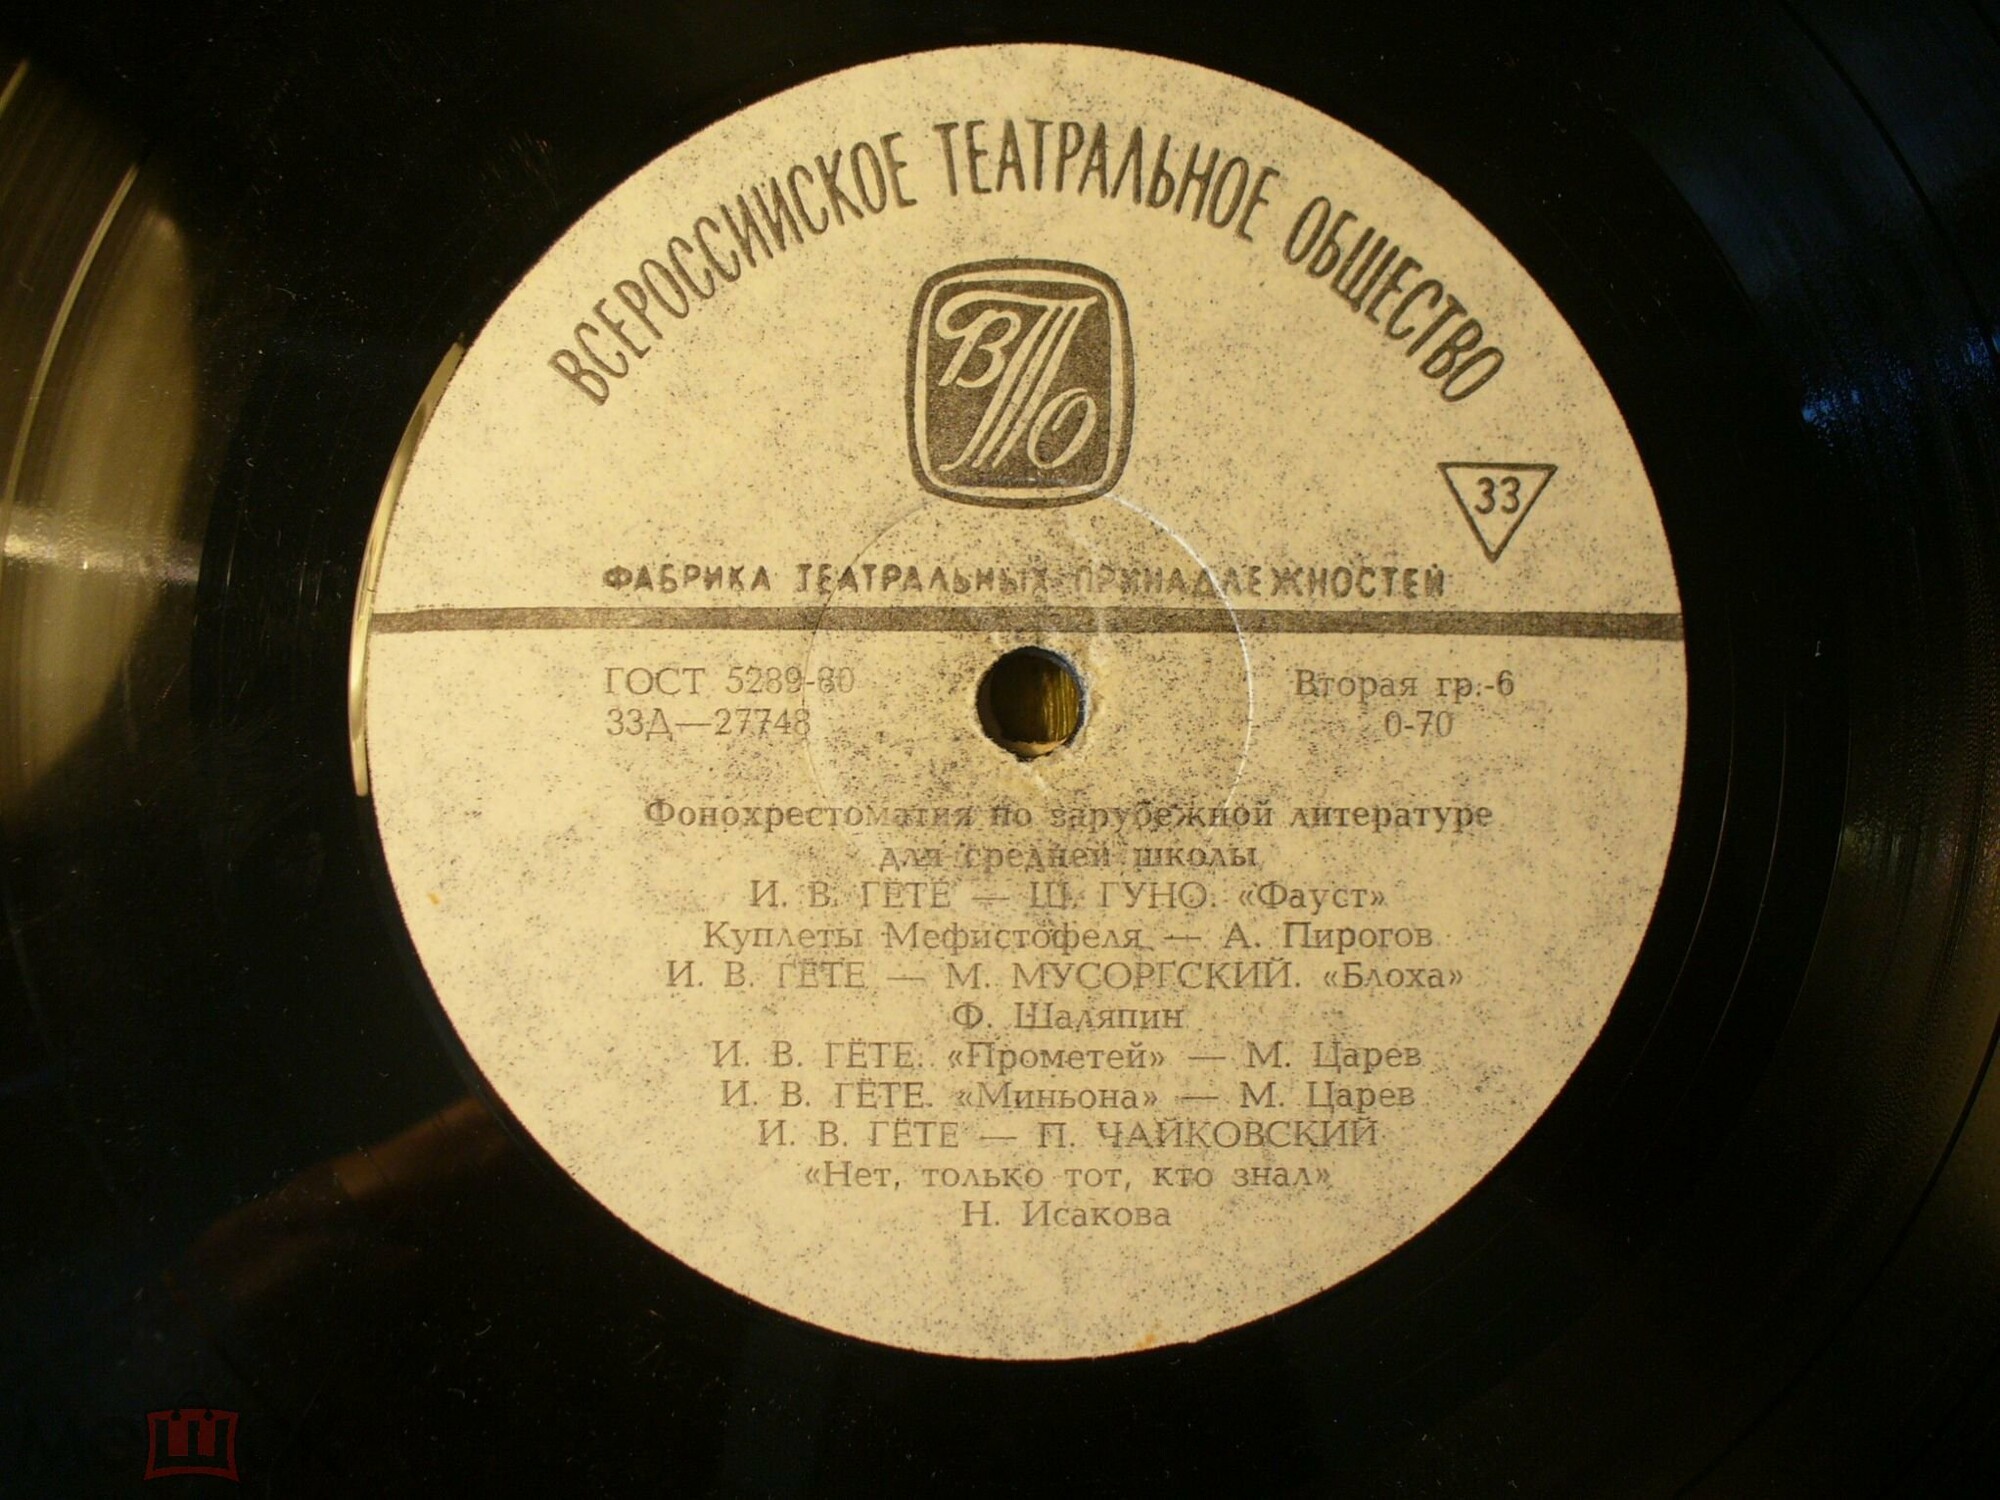 ВСЕРОССИЙСКОЕ ТЕАТРАЛЬНОЕ ОБЩЕСТВО
ВТО
33
ФАБРИКА ТЕАТРАЛЬНЫХ ПРИНАДЛЕЖНОСТЕЙ
ГОСТ 5289-80 Вторая гр.-6
33Д—27748 0-70
Фонохрестоматия по зарубежной литературе
для средней школы
И. В. ГЁТЕ — Ш. ГУНО. «Фауст»
Куплеты Мефистофеля — А. Пирогов
И. В. ГЁТЕ — М. МУСОРГСКИЙ. «Блоха»
Ф. Шаляпин
И. В. ГЁТЕ. «Прометей» — М. Царев
И. В. ГЁТЕ. «Миньона» — М. Царев
И. В. ГЁТЕ — П. ЧАЙКОВСКИЙ
«Нет, только тот, кто знал»
Н. Исакова